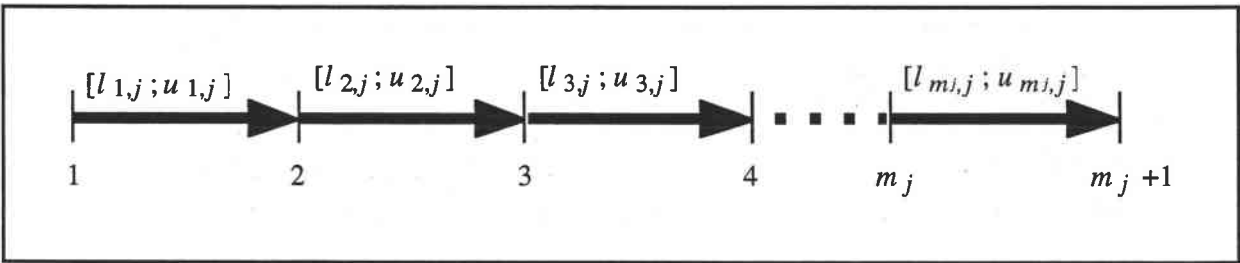 [l 1,j ; u 1,j ] [l 2,j ; u 2,j ] [l 3,j ; u 3,j ] [l mj,j ; u mj,j ]
1 2 3 4 m j m j +1